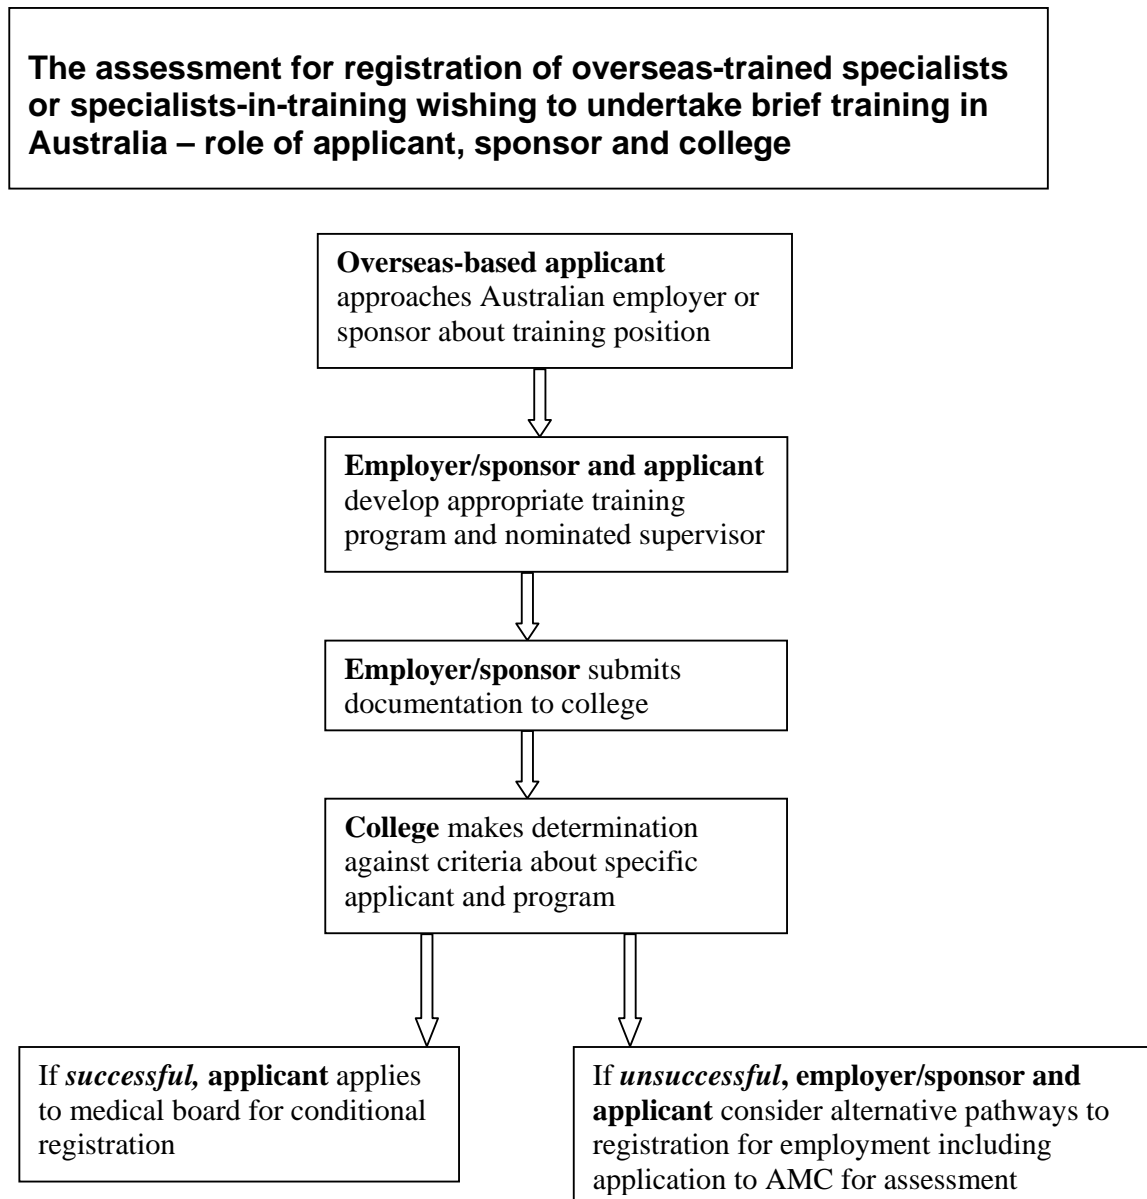 The assessment for registration of overseas-trained specialists
or specialists-in-training wishing to undertake brief training in
Australia – role of applicant, sponsor and college
Overseas-based applicant
approaches Australian employer or
sponsor about training position
Employer/sponsor and applicant
develop appropriate training
program and nominated supervisor
Employer/sponsor submits
documentation to college
College makes determination
against criteria about specific
applicant and program
If successful, applicant applies
to medical board for conditional
registration
If unsuccessful, employer/sponsor and
applicant consider alternative pathways to
registration for employment including
application to AMC for assessment